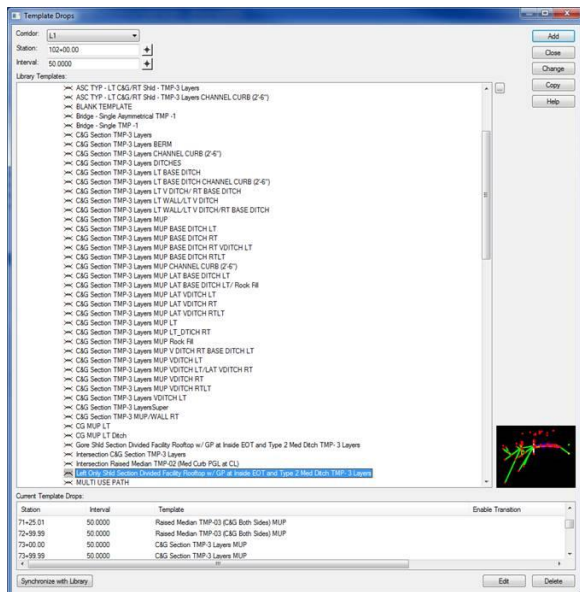 Template Drops
Corridor: L1
Station: 102+00.00
Interval: 50.0000
Library Templates:
Add
Close
Change
Copy
Help
ASC TYP - LT C&G/RT Shld - TMP-3 Layers
ASC TYP - LT C&G/RT Shld - TMP-3 Layers CHANNEL CURB (2'-6")
BLANK TEMPLATE
Bridge - Single Asymmetrical TMP -1
Bridge - Single TMP -1
C&G Section TMP-3 Layers
C&G Section TMP-3 Layers BERM
C&G Section TMP-3 Layers CHANNEL CURB (2'-6")
C&G Section TMP-3 Layers DITCHES
C&G Section TMP-3 Layers LT BASE DITCH
C&G Section TMP-3 Layers LT BASE DITCH CHANNEL CURB (2'-6")
C&G Section TMP-3 Layers LT V DITCH/ RT BASE DITCH
C&G Section TMP-3 Layers LT WALL/LT V DITCH
C&G Section TMP-3 Layers LT WALL/LT V DITCH/RT BASE DITCH
C&G Section TMP-3 Layers MUP
C&G Section TMP-3 Layers MUP BASE DITCH LT
C&G Section TMP-3 Layers MUP BASE DITCH RT
C&G Section TMP-3 Layers MUP BASE DITCH RT VDITCH LT
C&G Section TMP-3 Layers MUP BASE DITCH RTLT
C&G Section TMP-3 Layers MUP CHANNEL CURB (2'-6")
C&G Section TMP-3 Layers MUP LAT BASE DITCH LT
C&G Section TMP-3 Layers MUP LAT BASE DITCH LT/ Rock Fill
C&G Section TMP-3 Layers MUP LAT VDITCH LT
C&G Section TMP-3 Layers MUP LAT VDITCH RT
C&G Section TMP-3 Layers MUP LAT VDITCH RTLT
C&G Section TMP-3 Layers MUP LT
C&G Section TMP-3 Layers MUP LT_DTICH RT
C&G Section TMP-3 Layers MUP Rock Fill
C&G Section TMP-3 Layers MUP V DITCH RT BASE DITCH LT
C&G Section TMP-3 Layers MUP VDITCH LT
C&G Section TMP-3 Layers MUP VDITCH LT/LAT VDITCH RT
C&G Section TMP-3 Layers MUP VDITCH RT
C&G Section TMP-3 Layers MUP VDITCH RTLT
C&G Section TMP-3 Layers VDITCH LT
C&G Section TMP-3 LayersSuper
C&G Section TMP-3 MUP/WALL RT
CG MUP LT
CG MUP LT Ditch
Gore Shld Section Divided Facility Rooftop w/ GP at Inside EOT and Type 2 Med Ditch TMP- 3 Layers
Intersection C&G Section TMP-3 Layers
Intersection Raised Median TMP-02 (Med Curb PGL at CL)
Left Only Shld Section Divided Facility Rooftop w/ GP at Inside EOT and Type 2 Med Ditch TMP- 3 Layers
MULTI USE PATH
Current Template Drops:
Station Interval Template Enable Transition
71+25.01 50.0000 Raised Median TMP-03 (C&G Both Sides) MUP
72+99.99 50.0000 Raised Median TMP-03 (C&G Both Sides) MUP
73+00.00 50.0000 C&G Section TMP-3 Layers MUP
73+99.99 50.0000 C&G Section TMP-3 Layers MUP
Synchronize with Library Edit Delete